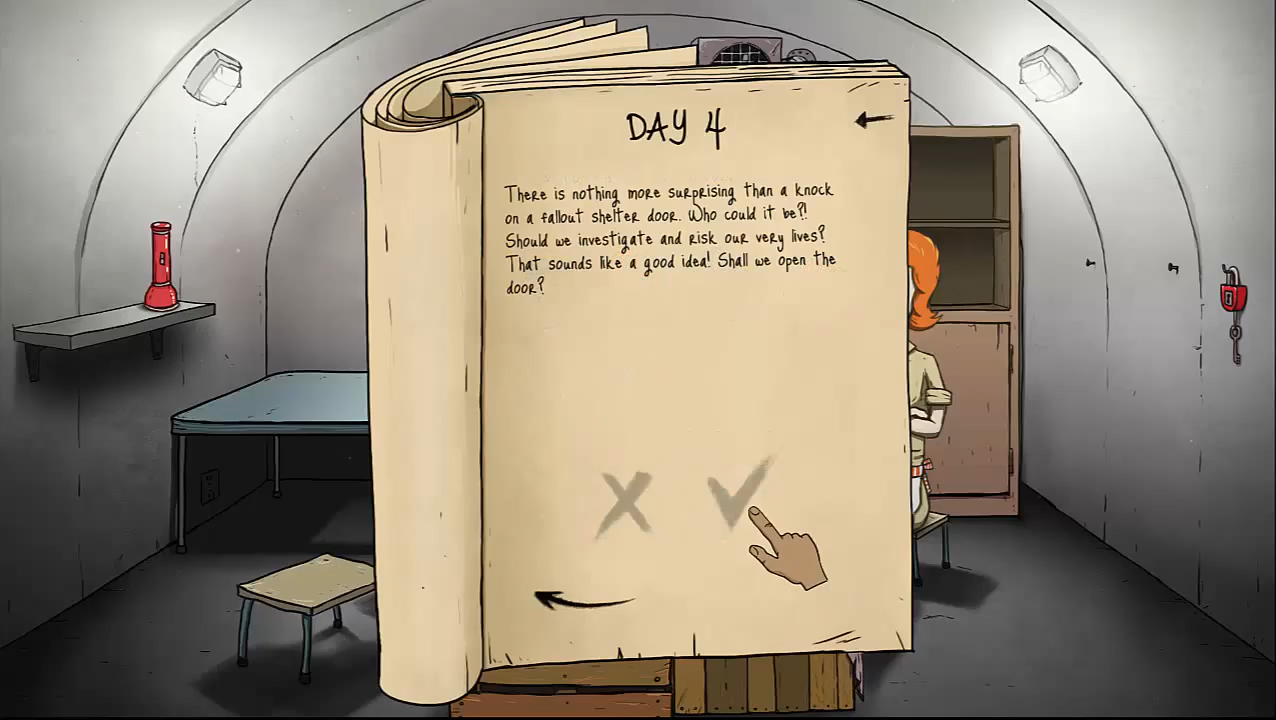 DAY 4
There is nothing more surprising than a knock
on a fallout shelter door. Who could it be?!
Should we investigate and risk our very lives?
That sounds like a good idea! Shall we open the
door?